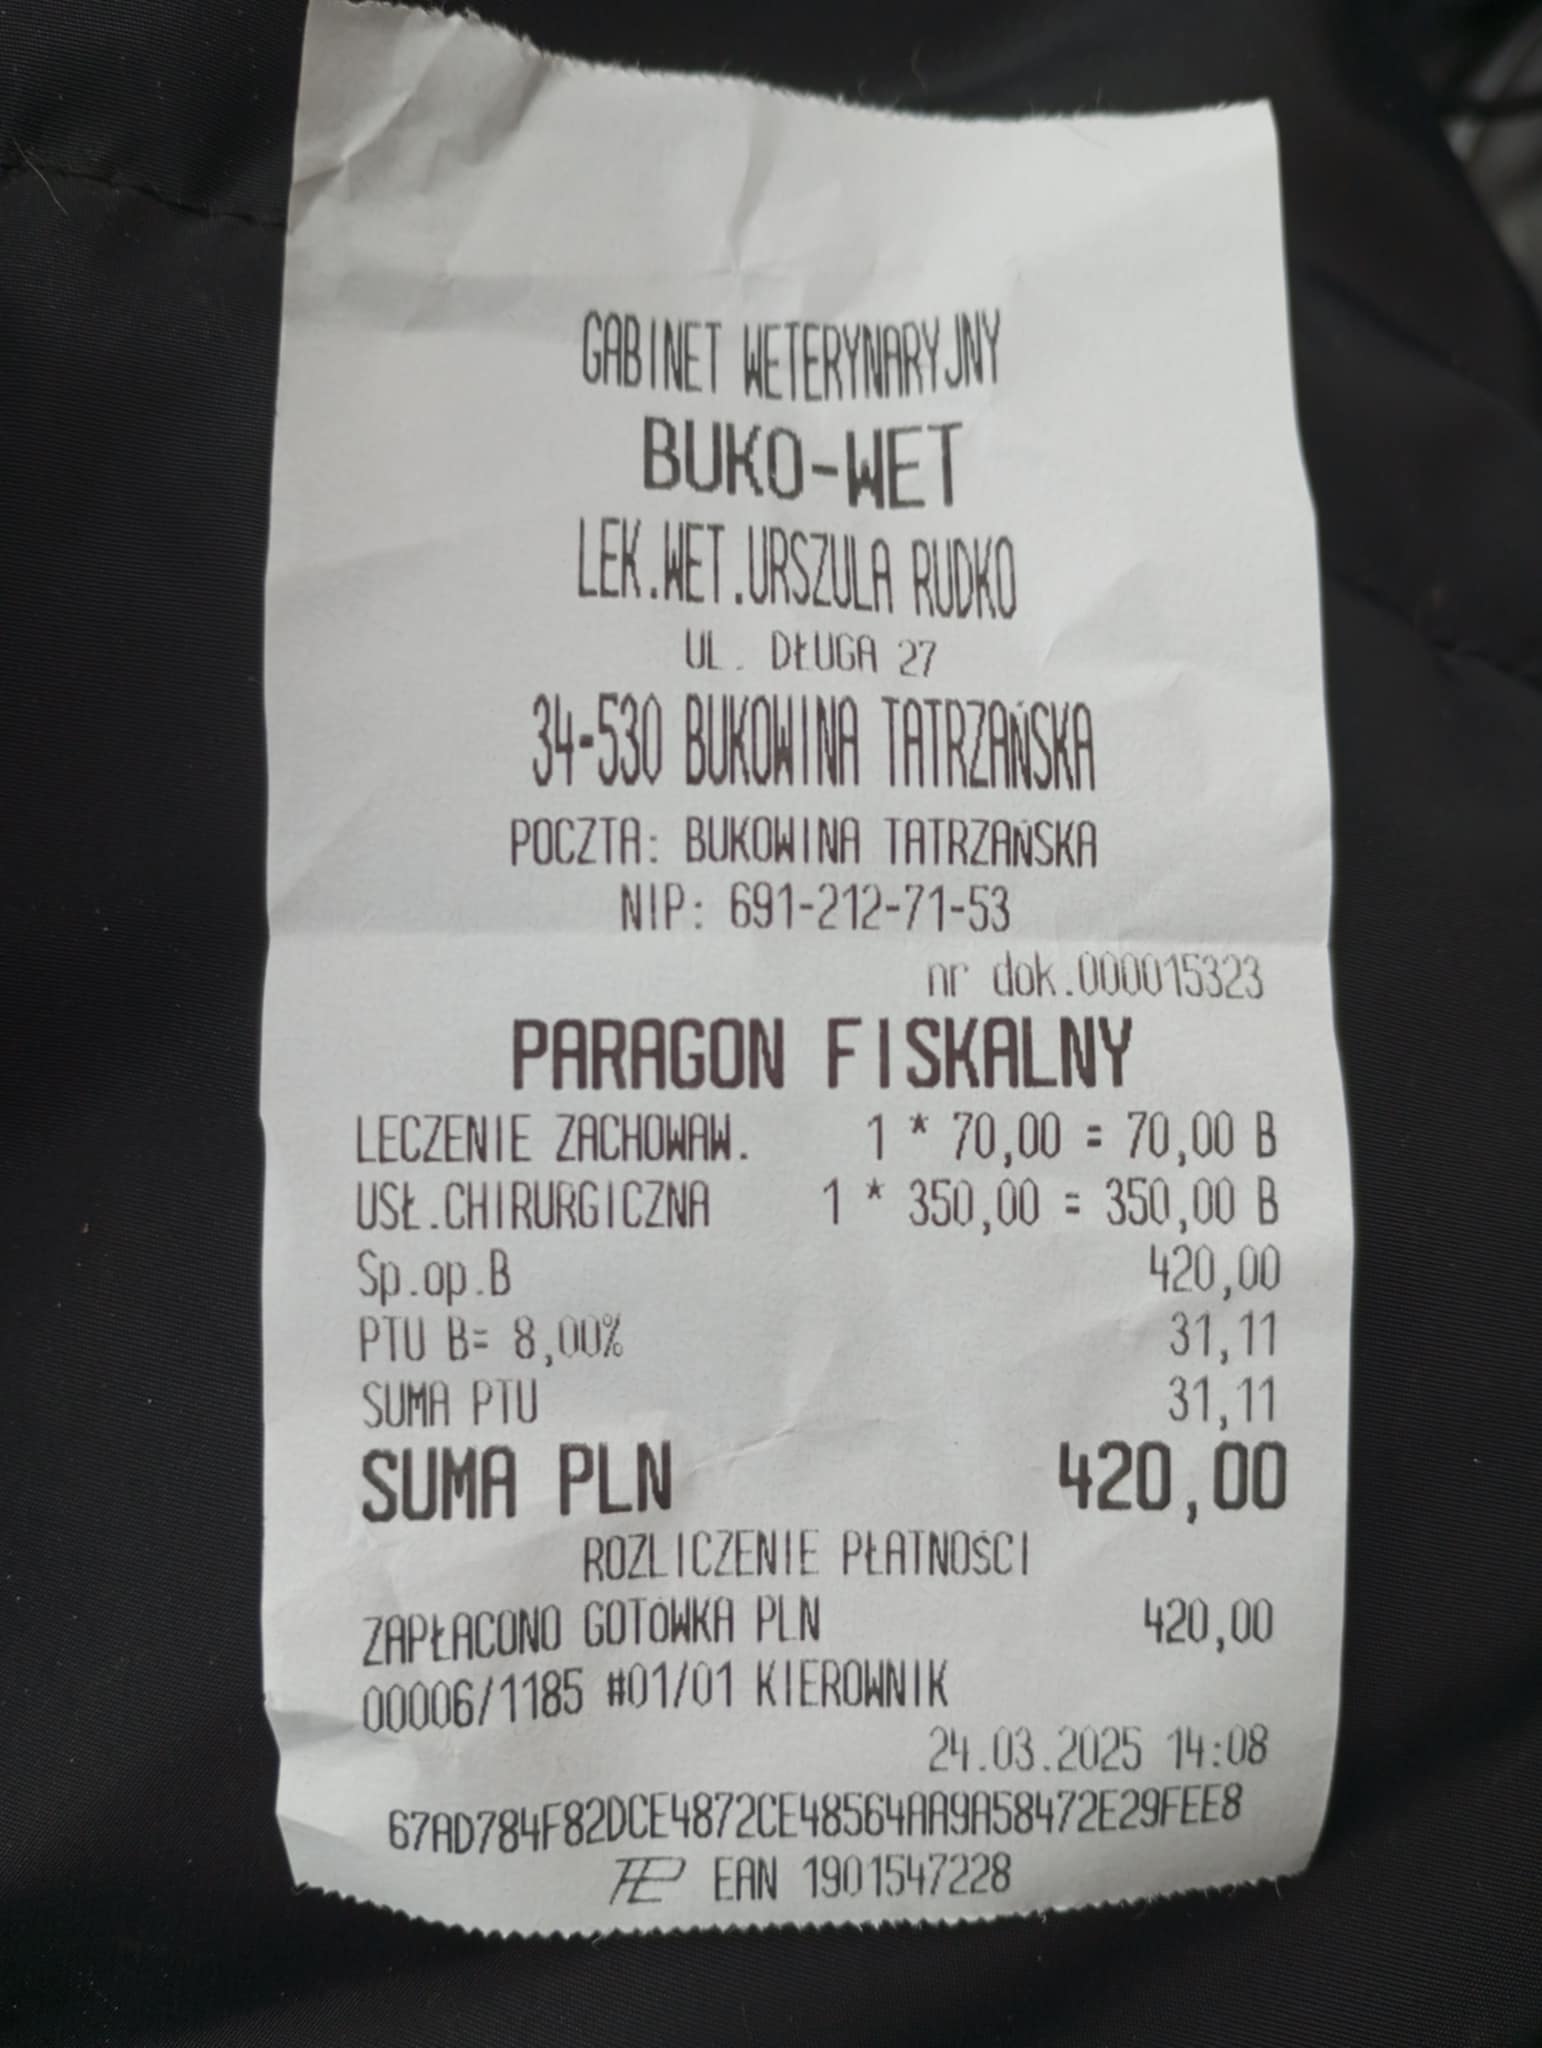 GABINET WETERYNARYJNY
BUKO-WET
LEK.WET.URSZULA RUDKO
UL. DŁUGA 27
34-530 BUKOWINA TATRZAŃSKA
POCZTA: BUKOWINA TATRZAŃSKA
NIP: 691-212-71-53
nr dok.000015323
PARAGON FISKALNY
LECZENIE ZACHOWAW. 1 * 70,00 = 70,00 B
USŁ.CHIRURGICZNA 1 * 350,00 = 350,00 B
Sp.op.B 420,00
PTU B= 8,00% 31,11
SUMA PTU 31,11
SUMA PLN 420,00
ROZLICZENIE PŁATNOŚCI
ZAPŁACONO GOTÓWKA PLN 420,00
00006/1185 #01/01 KIEROWNIK
24.03.2025 14:08
67AD784F82DCE4872CE48564AA9A58472E29FEE8
EAN 1901547228